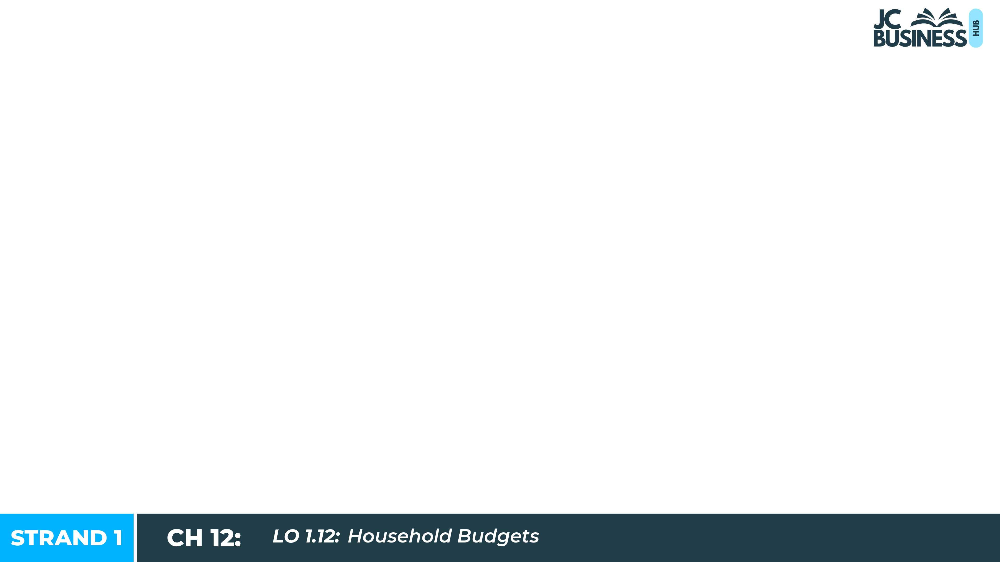 JC
BUSINESS
HUB
STRAND 1
CH 12:
LO 1.12: Household Budgets